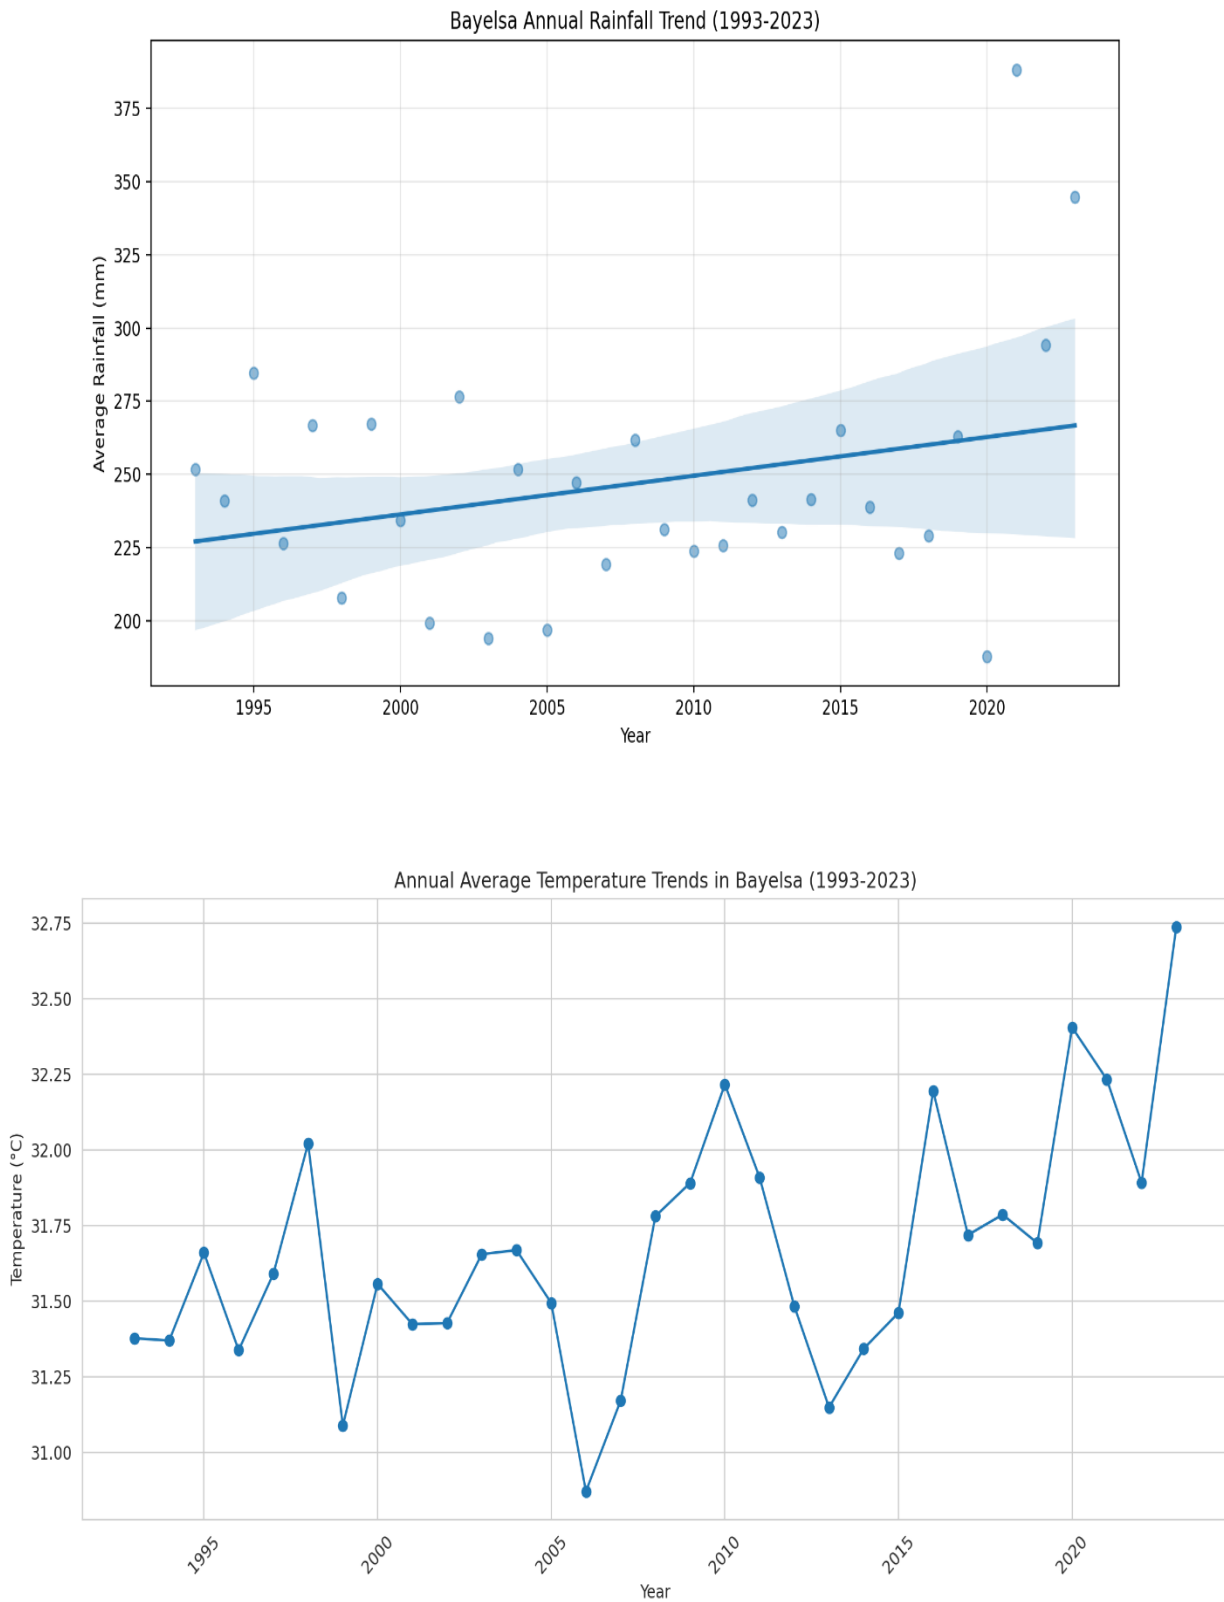 Bayelsa Annual Rainfall Trend (1993-2023)
375
350
325
300
275
250
225
200
Average Rainfall (mm)
1995 2000 2005 2010 2015 2020
Year
Annual Average Temperature Trends in Bayelsa (1993-2023)
32.75
32.50
32.25
32.00
31.75
31.50
31.25
31.00
Temperature (°C)
1995 2000 2005 2010 2015 2020
Year